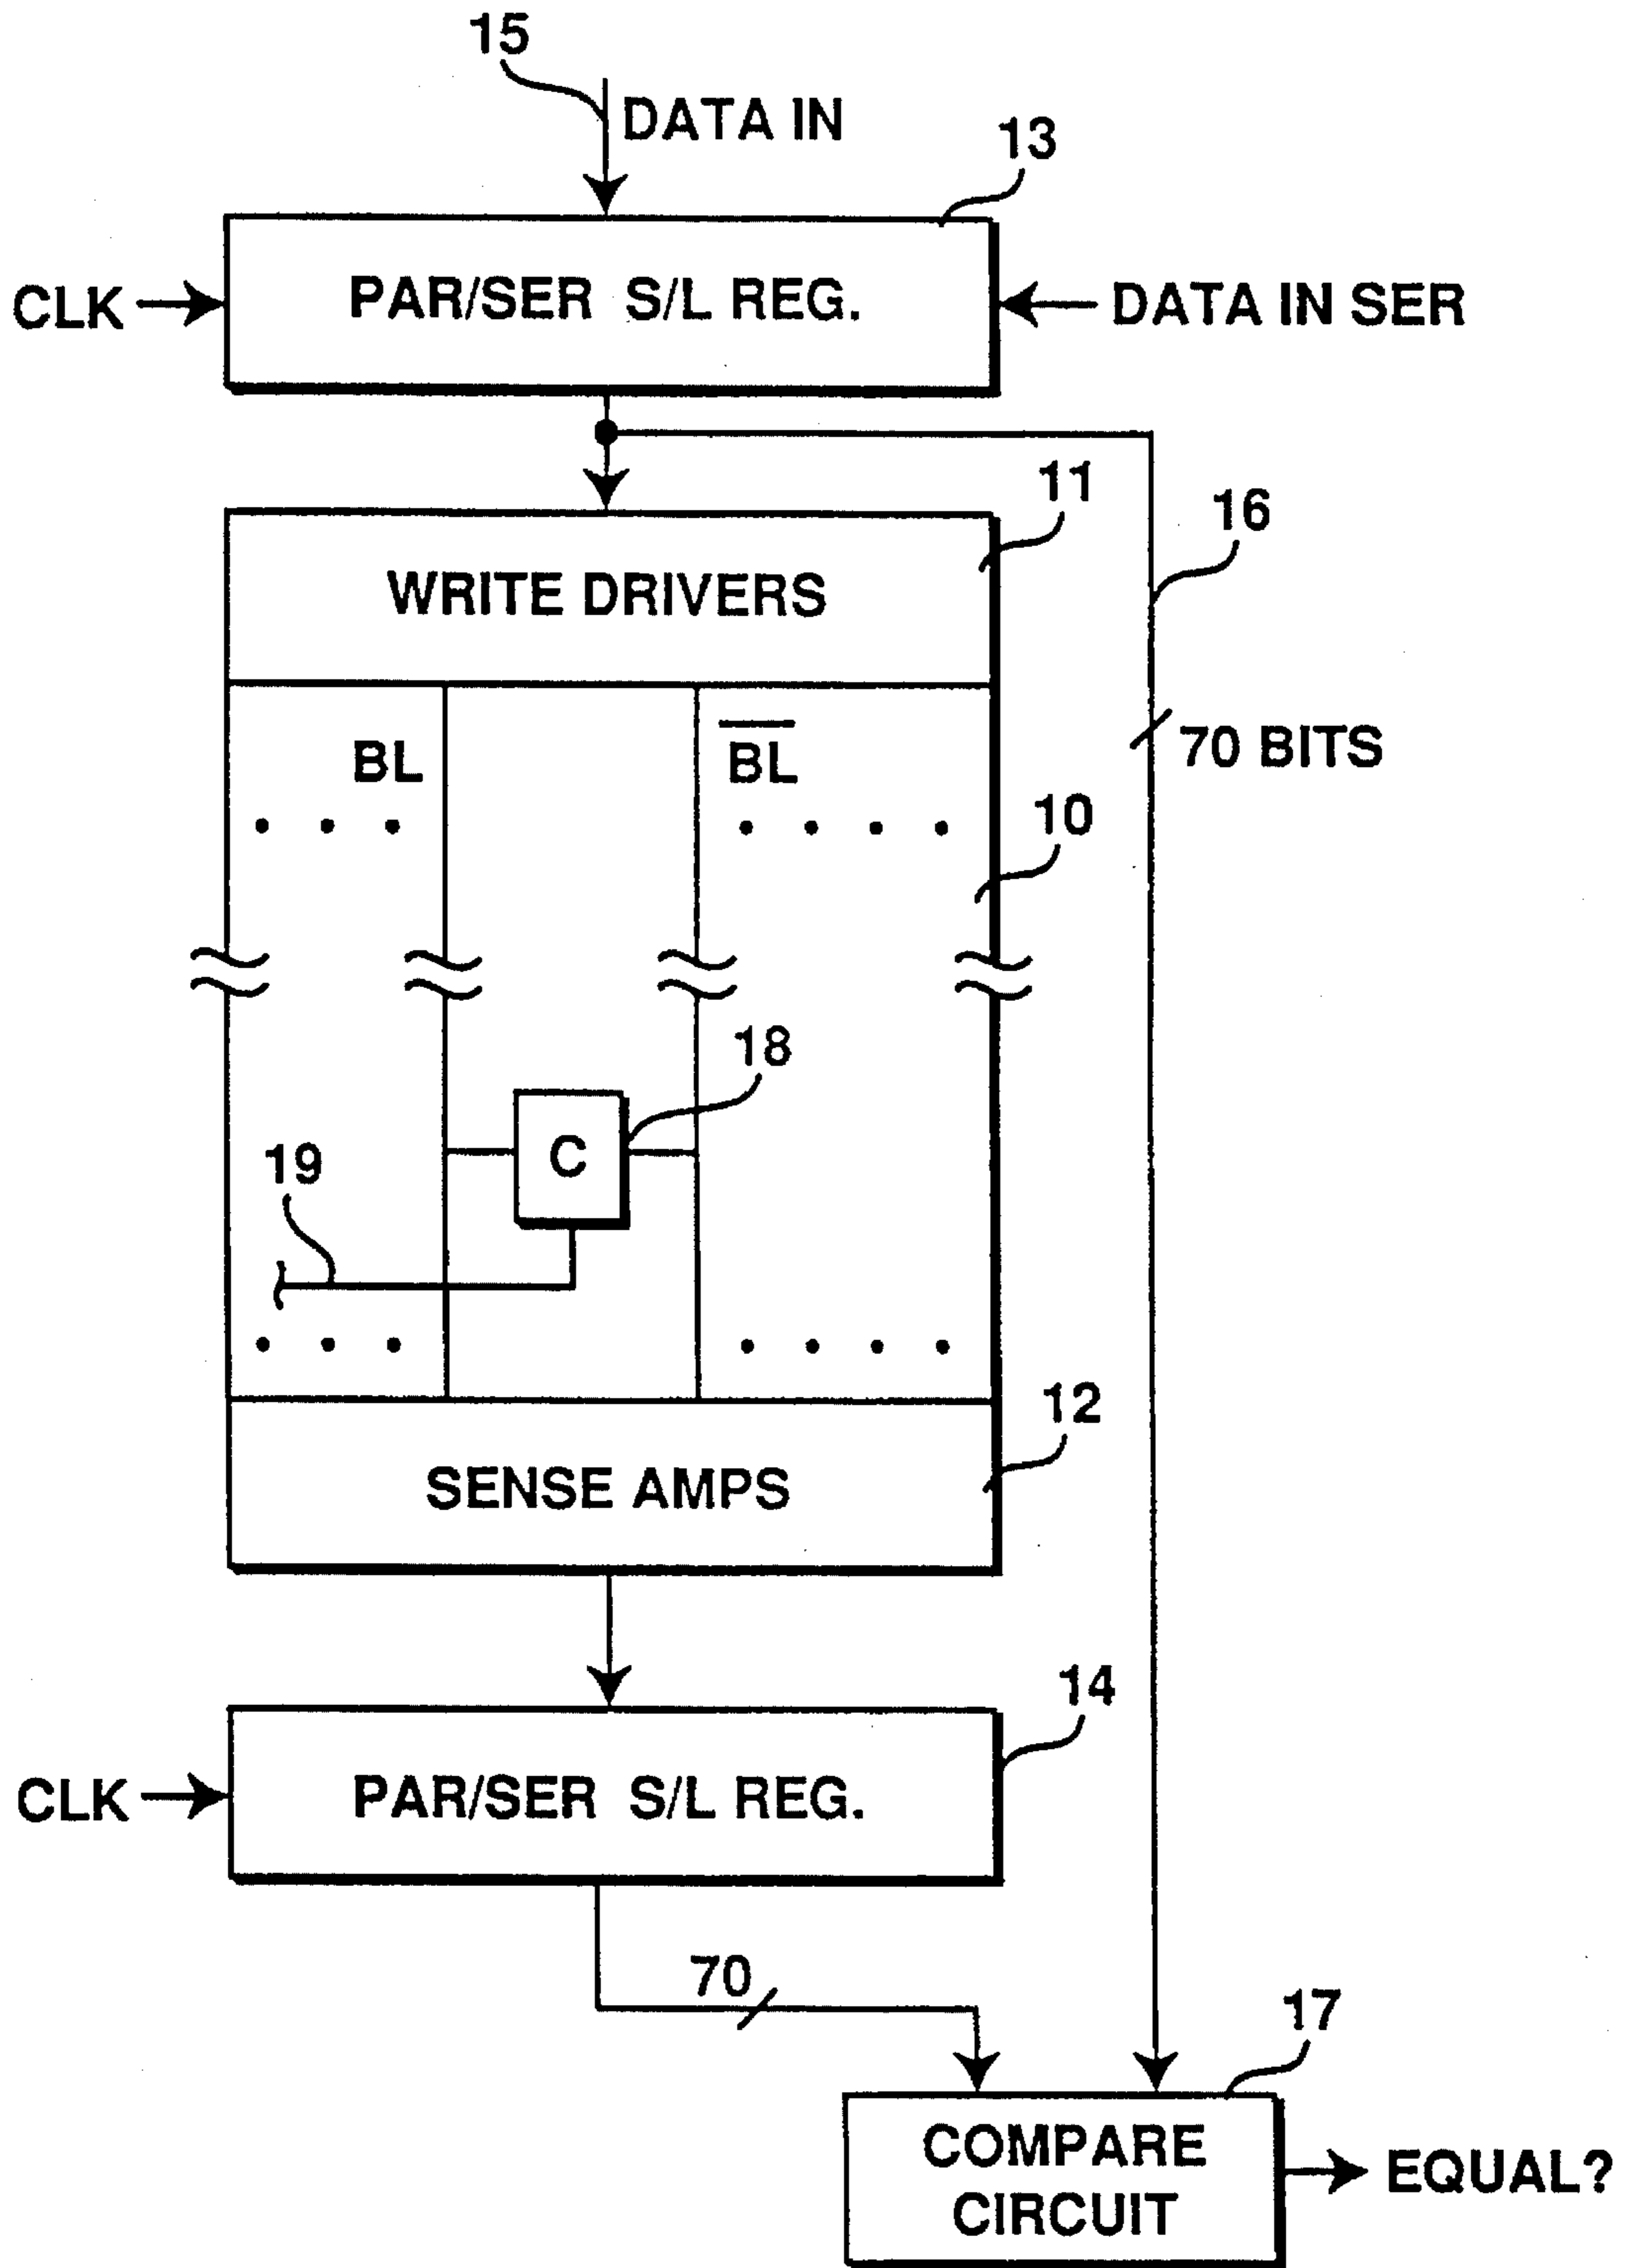 15
DATA IN
13
CLK
PAR/SER S/L REG.
DATA IN SER
11
16
WRITE DRIVERS
70 BITS
BL
B̅L̅
10
18
C
19
12
SENSE AMPS
14
CLK
PAR/SER S/L REG.
70
17
COMPARE
CIRCUIT
EQUAL?